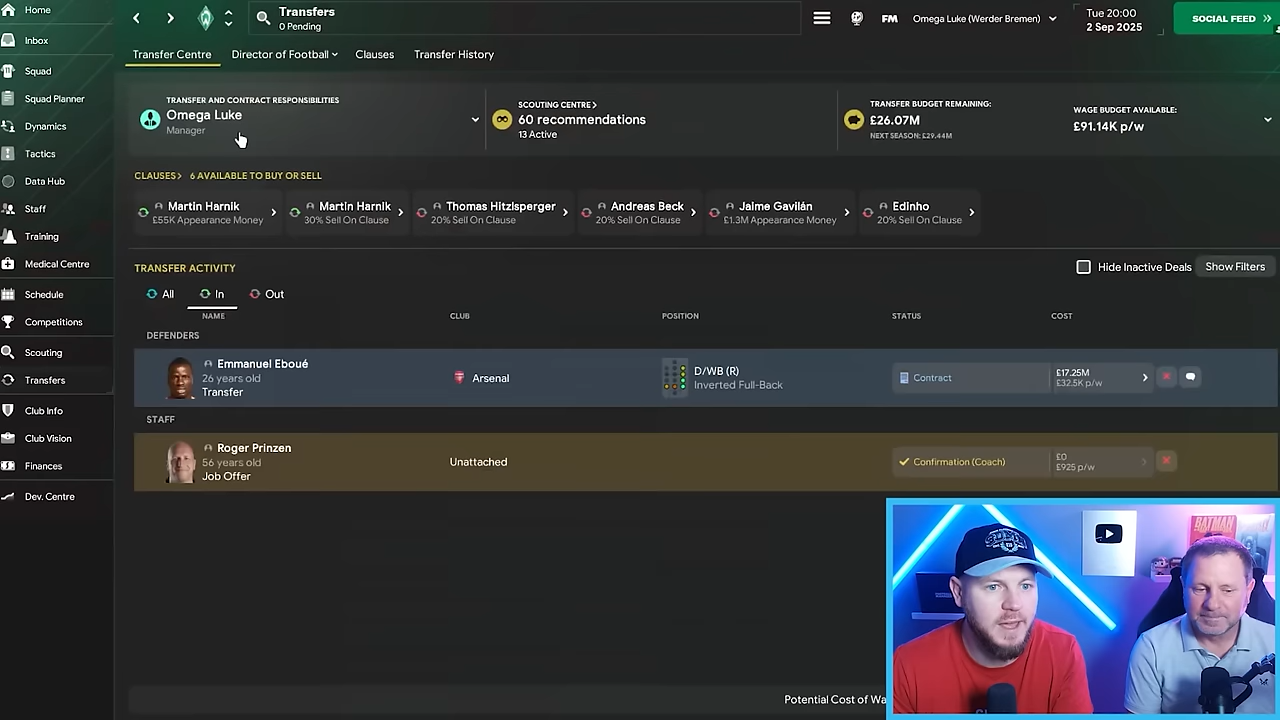 Home
Inbox
Squad
Squad Planner
Dynamics
Tactics
Data Hub
Staff
Training
Medical Centre
Schedule
Competitions
Scouting
Transfers
Club Info
Club Vision
Finances
Dev. Centre
Transfers
0 Pending
FM
Omega Luke (Werder Bremen)
Tue 20:00
2 Sep 2025
SOCIAL FEED
Transfer Centre
Director of Football
Clauses
Transfer History
TRANSFER AND CONTRACT RESPONSIBILITIES
Omega Luke
Manager
SCOUTING CENTRE >
60 recommendations
13 Active
TRANSFER BUDGET REMAINING:
£26.07M
NEXT SEASON: £29.44M
WAGE BUDGET AVAILABLE:
£91.14K p/w
CLAUSES > 6 AVAILABLE TO BUY OR SELL
Martin Harnik
£55K Appearance Money
Martin Harnik
30% Sell On Clause
Thomas Hitzlsperger
20% Sell On Clause
Andreas Beck
20% Sell On Clause
Jaime Gavilán
£1.3M Appearance Money
Edinho
20% Sell On Clause
TRANSFER ACTIVITY
Hide Inactive Deals
Show Filters
All
In
Out
NAME
CLUB
POSITION
STATUS
COST
DEFENDERS
Emmanuel Eboué
26 years old
Transfer
Arsenal
D/WB (R)
Inverted Full-Back
Contract
£17.25M
£32.5K p/w
STAFF
Roger Prinzen
56 years old
Job Offer
Unattached
Confirmation (Coach)
£0
£925 p/w
Potential Cost of Wa
BATMAN